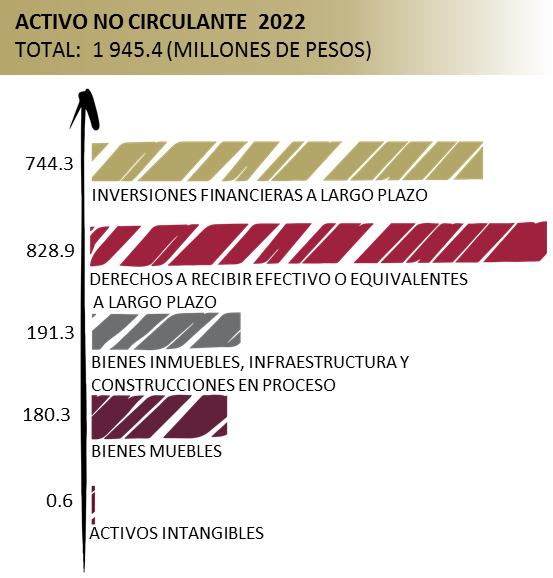 ACTIVO NO CIRCULANTE 2022
TOTAL: 1 945.4 (MILLONES DE PESOS)
744.3
INVERSIONES FINANCIERAS A LARGO PLAZO
828.9
DERECHOS A RECIBIR EFECTIVO O EQUIVALENTES
A LARGO PLAZO
191.3
BIENES INMUEBLES, INFRAESTRUCTURA Y
CONSTRUCCIONES EN PROCESO
180.3
BIENES MUEBLES
0.6
ACTIVOS INTANGIBLES